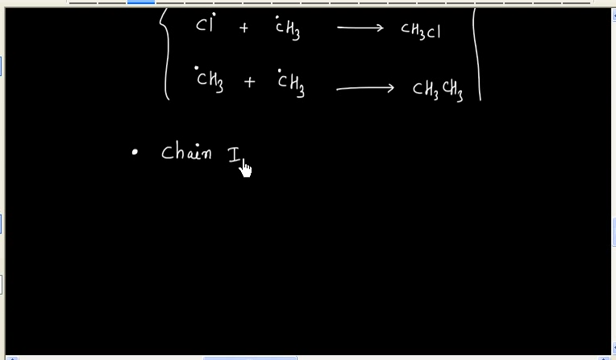 Cl• + •CH₃ ⟶ CH₃Cl
•CH₃ + •CH₃ ⟶ CH₃CH₃
• Chain I